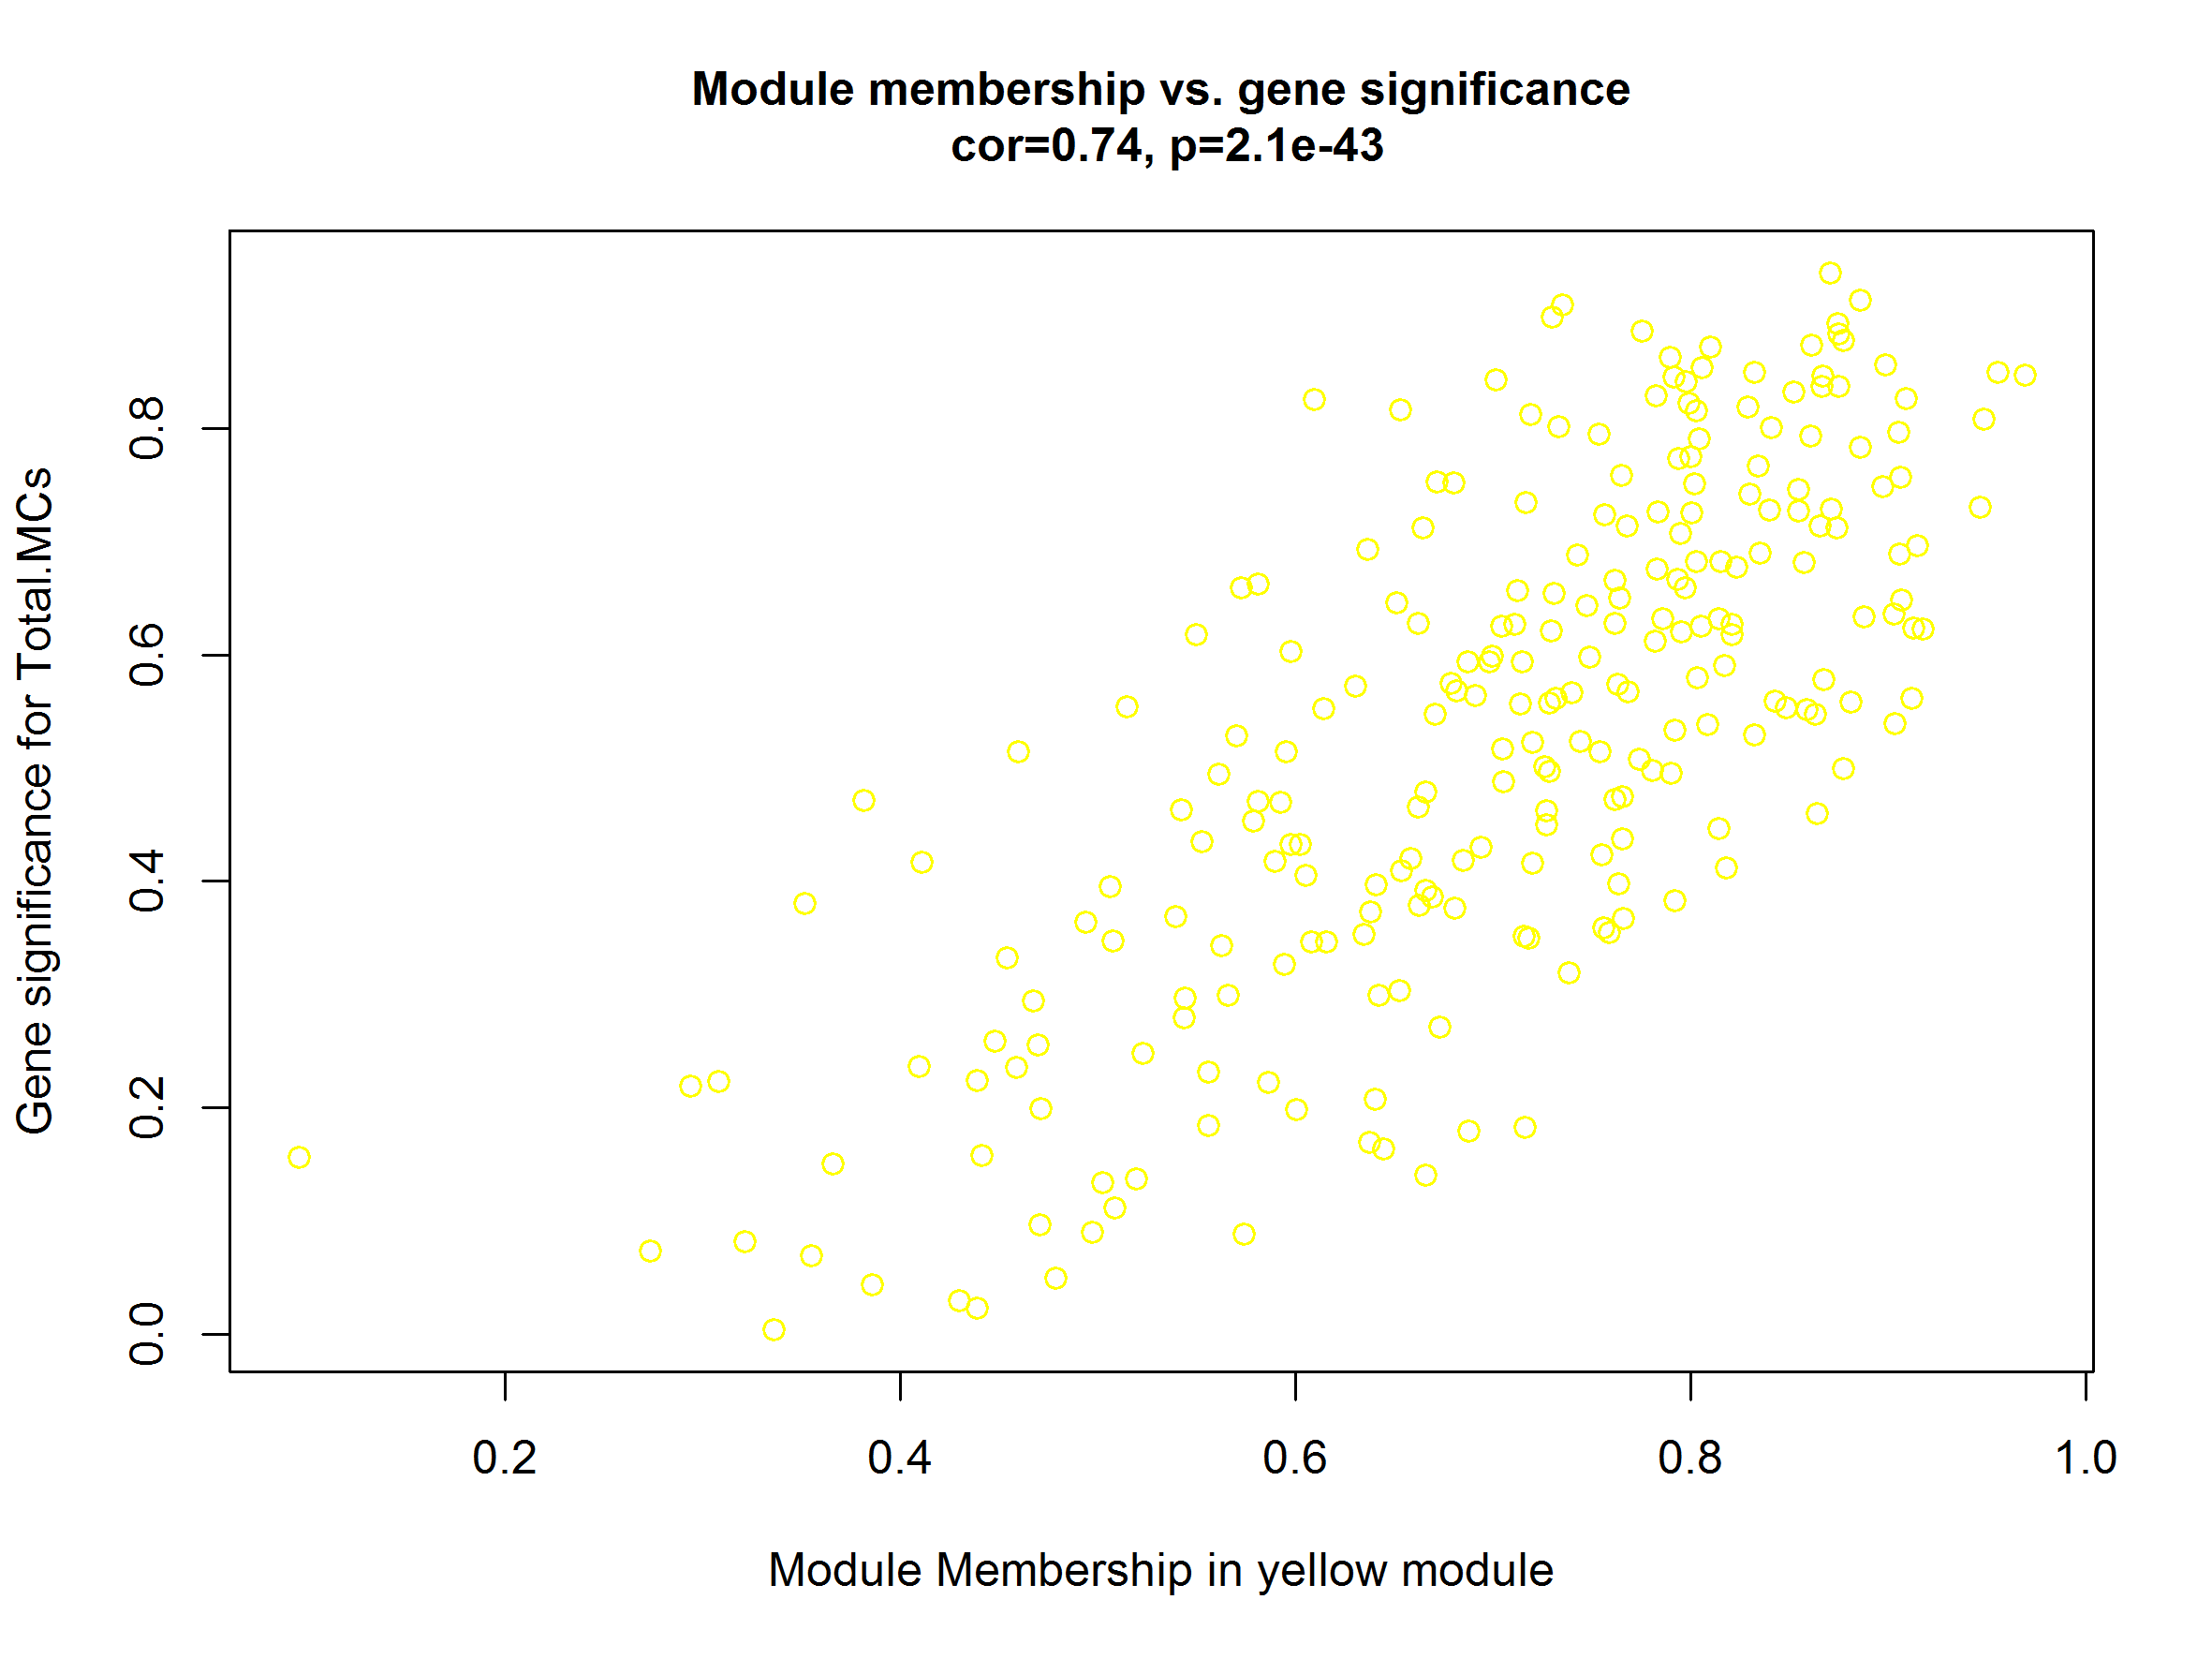 Module membership vs. gene significance
cor=0.74, p=2.1e-43
Gene significance for Total.MCs
0.8
0.6
0.4
0.2
0.0
0.2 0.4 0.6 0.8 1.0
Module Membership in yellow module